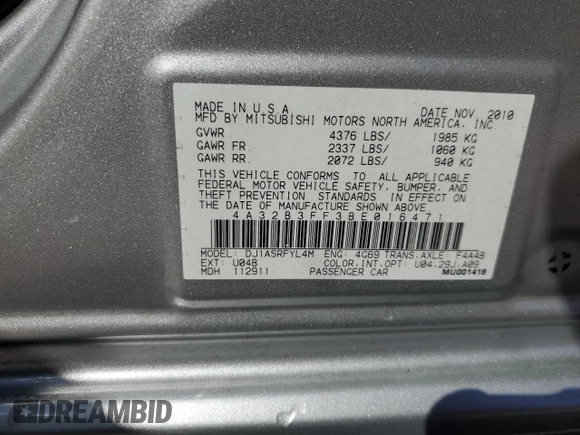 MADE IN U.S.A. DATE NOV. 2010
MFD BY MITSUBISHI MOTORS NORTH AMERICA, INC.
GVWR 4376 LBS/ 1985 KG
GAWR FR. 2337 LBS/ 1060 KG
GAWR RR. 2072 LBS/ 940 KG
THIS VEHICLE CONFORMS TO ALL APPLICABLE
FEDERAL MOTOR VEHICLE SAFETY, BUMPER, AND
THEFT PREVENTION STANDARDS IN EFFECT ON
THE DATE OF MANUFACTURE SHOWN ABOVE
4A32B3FF3BE016471
MODEL: DJ1ASRFYL4M ENG: 4G69 TRANS.AXLE F4A4B
EXT: U04B COLOR.INT.OPT: U04.29J-A09
MDH 112911 PASSENGER CAR MU001418
DREAMBID